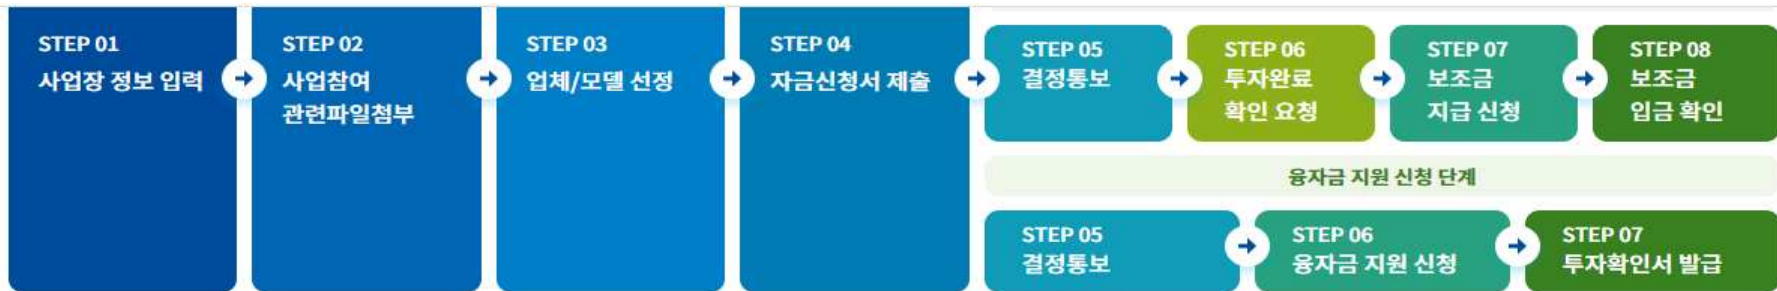 STEP 01
사업장 정보 입력
STEP 02
사업참여
관련파일첨부
STEP 03
업체/모델 선정
STEP 04
자금신청서 제출
STEP 05
결정통보
STEP 06
투자완료
확인 요청
STEP 07
보조금
지급 신청
STEP 08
보조금
입금 확인
융자금 지원 신청 단계
STEP 05
결정통보
STEP 06
융자금 지원 신청
STEP 07
투자확인서 발급